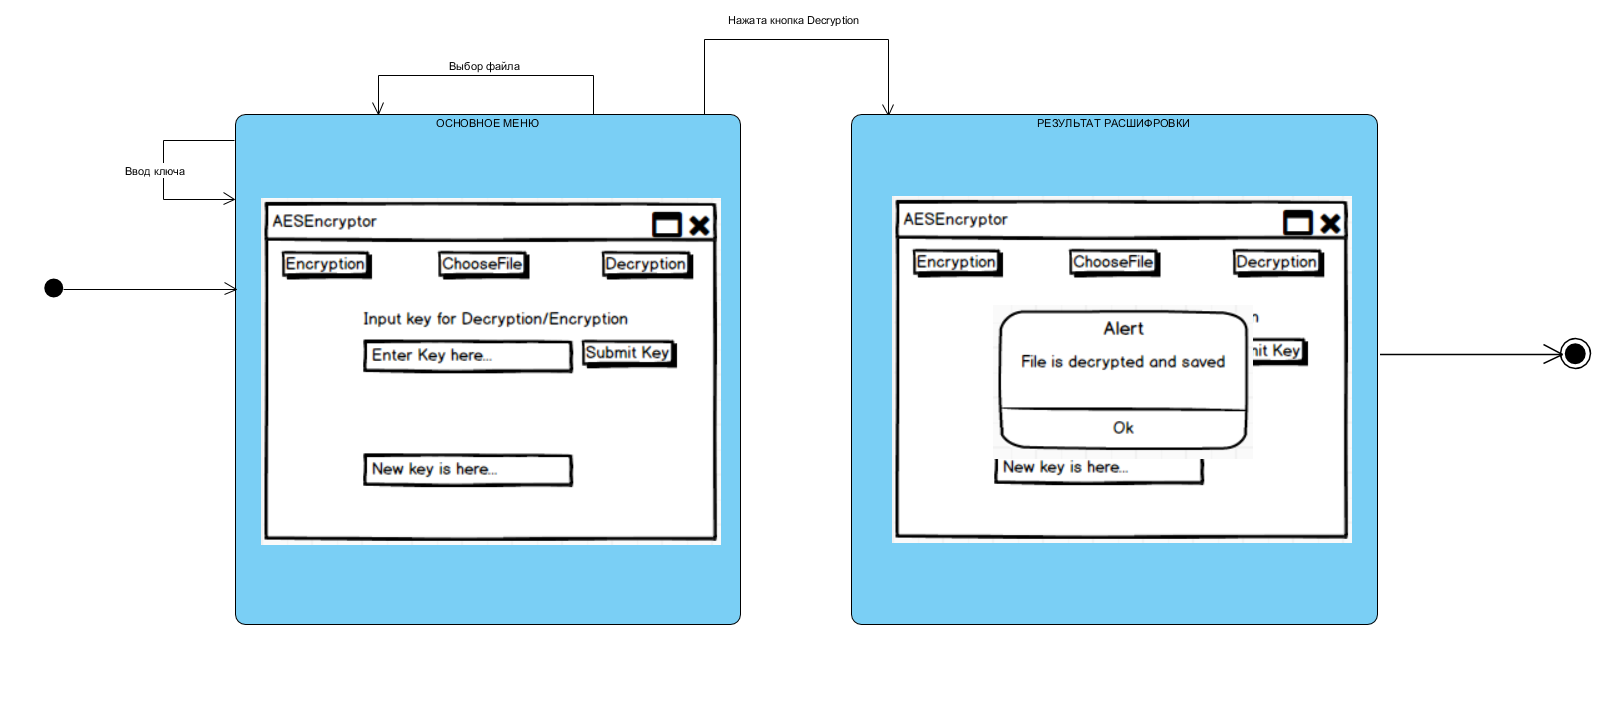 Нажата кнопка Decryption
Выбор файла
ОСНОВНОЕ МЕНЮ
РЕЗУЛЬТАТ РАСШИФРОВКИ
Ввод ключа
AESEncryptor
Encryption
ChooseFile
Decryption
Input key for Decryption/Encryption
Enter Key here...
Submit Key
New key is here...
AESEncryptor
Encryption
ChooseFile
Decryption
n
Alert
File is decrypted and saved
Ok
nit Key
New key is here...